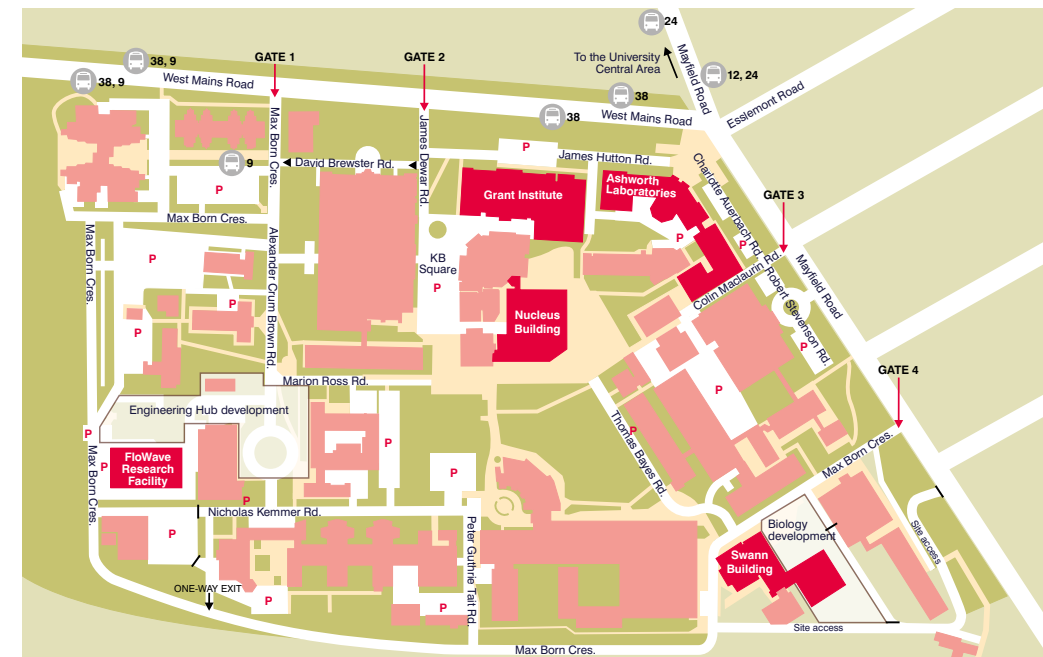 24
To the University
Central Area
Mayfield Road
12, 24
Esslemont Road
38, 9
38, 9
West Mains Road
GATE 1
GATE 2
38
38
West Mains Road
Max Born Cres.
James Dewar Rd.
P
James Hutton Rd.
9
David Brewster Rd.
P
Grant Institute
Ashworth
Laboratories
Charlotte Auerbach Rd.
GATE 3
Max Born Cres.
Max Born Cres.
Alexander Crum Brown Rd.
P
KB
Square
P
P
P
Colin Maclaurin Rd.
Robert Stevenson Rd.
Mayfield Road
P
P
Nucleus
Building
P
Marion Ross Rd.
GATE 4
P
Engineering Hub development
P
P
Thomas Bayes Rd.
P
Max Born Cres.
FloWave
Research
Facility
P
P
P
Max Born Cres.
P
Nicholas Kemmer Rd.
P
Peter Guthrie Tait Rd.
Biology
development
Site access
Swann
Building
ONE-WAY EXIT
P
P
Site access
Max Born Cres.